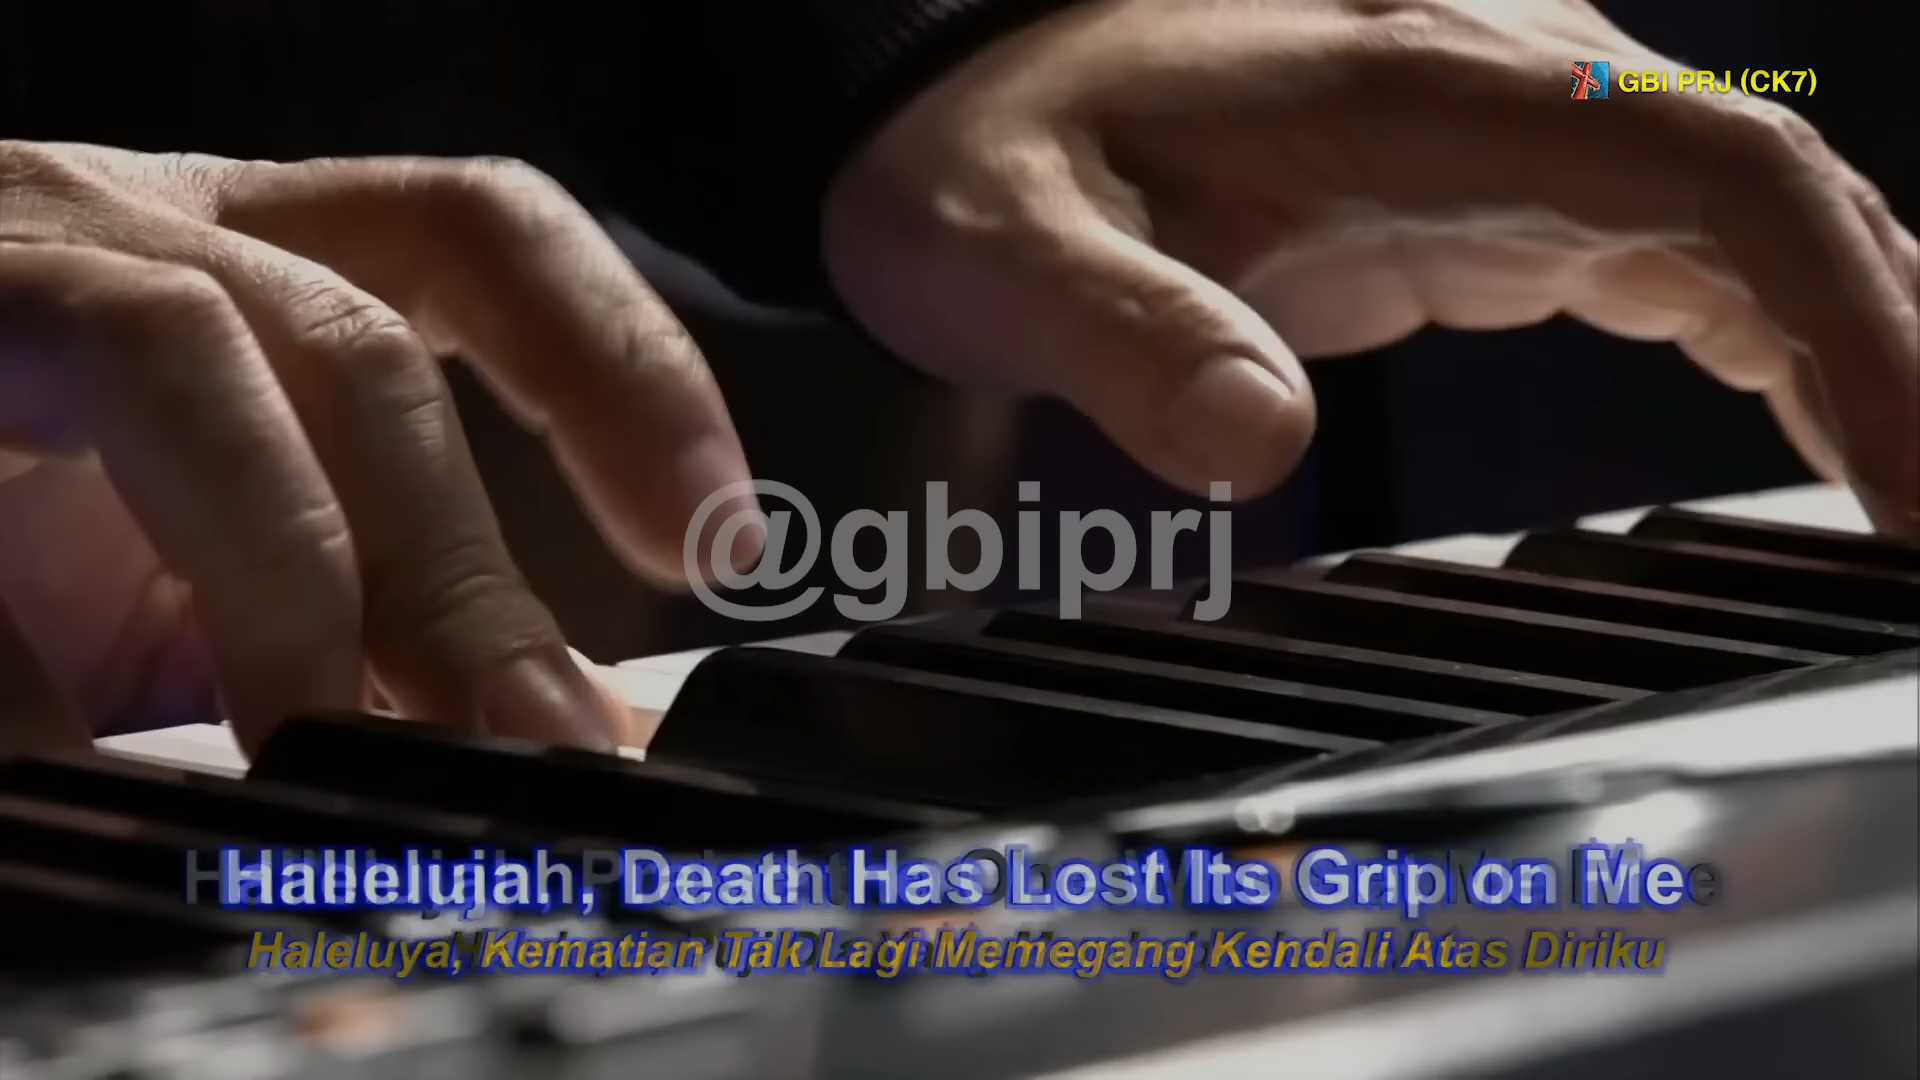 GBI PRJ (CK7)
@gbiprj
Hallelujah, Death Has Lost Its Grip on Me
Haleluya, Kematian Tak Lagi Memegang Kendali Atas Diriku